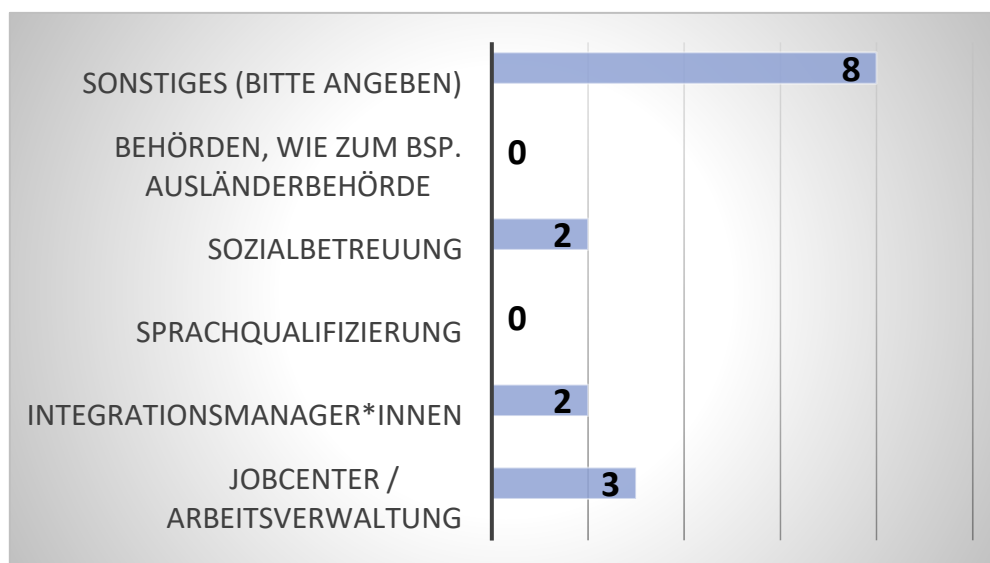 SONSTIGES (BITTE ANGEBEN)
8
BEHÖRDEN, WIE ZUM BSP.
AUSLÄNDERBEHÖRDE
0
SOZIALBETREUUNG
2
SPRACHQUALIFIZIERUNG
0
INTEGRATIONSMANAGER*INNEN
2
JOBCENTER /
ARBEITSVERWALTUNG
3